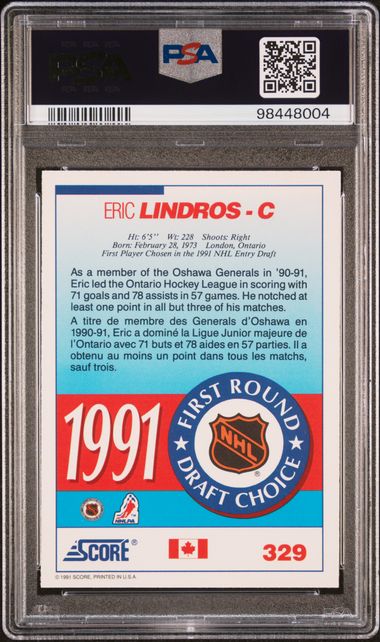 PSA
PSA
98448004
ERIC LINDROS - C
Ht: 6'5'' Wt: 228 Shoots: Right
Born: February 28, 1973 London, Ontario
First Player Chosen in the 1991 NHL Entry Draft
As a member of the Oshawa Generals in '90-91,
Eric led the Ontario Hockey League in scoring with
71 goals and 78 assists in 57 games. He notched at
least one point in all but three of his matches.
A titre de membre des Generals d'Oshawa en
1990-91, Eric a dominé la Ligue Junior majeure de
l'Ontario avec 71 buts et 78 aides en 57 parties. Il a
obtenu au moins un point dans tous les matchs,
sauf trois.
1991
FIRST ROUND
NHL
®
DRAFT CHOICE
NHLPA
SCORE®
329
© 1991 SCORE, PRINTED IN U.S.A.
PSA